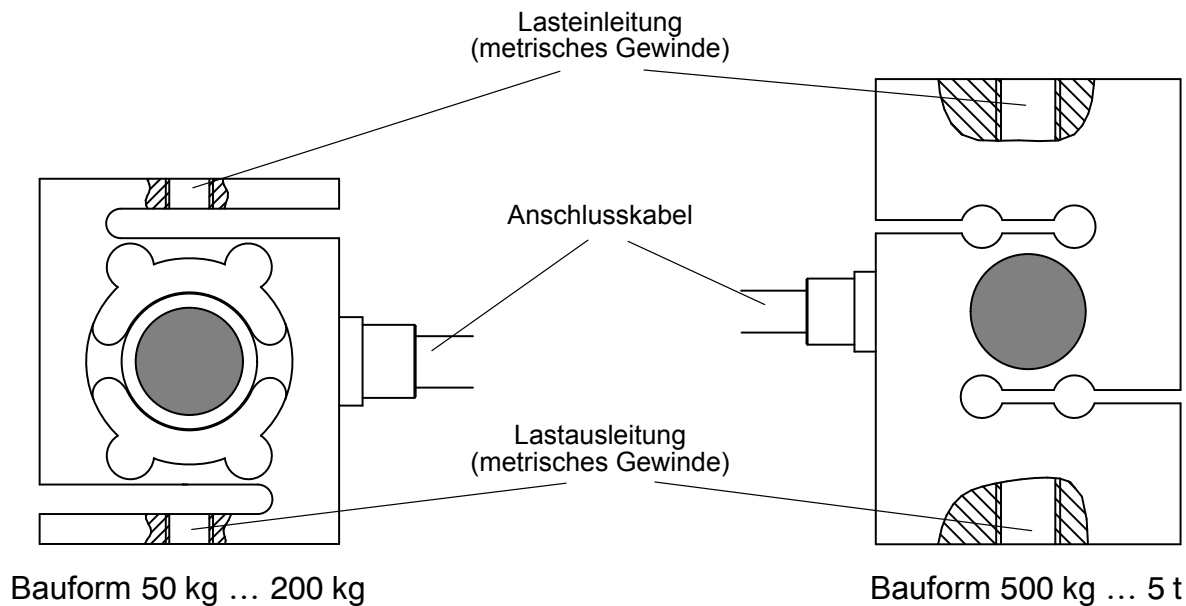 Lasteinleitung
(metrisches Gewinde)
Anschlusskabel
Lastausleitung
(metrisches Gewinde)
Bauform 50 kg … 200 kg
Bauform 500 kg … 5 t